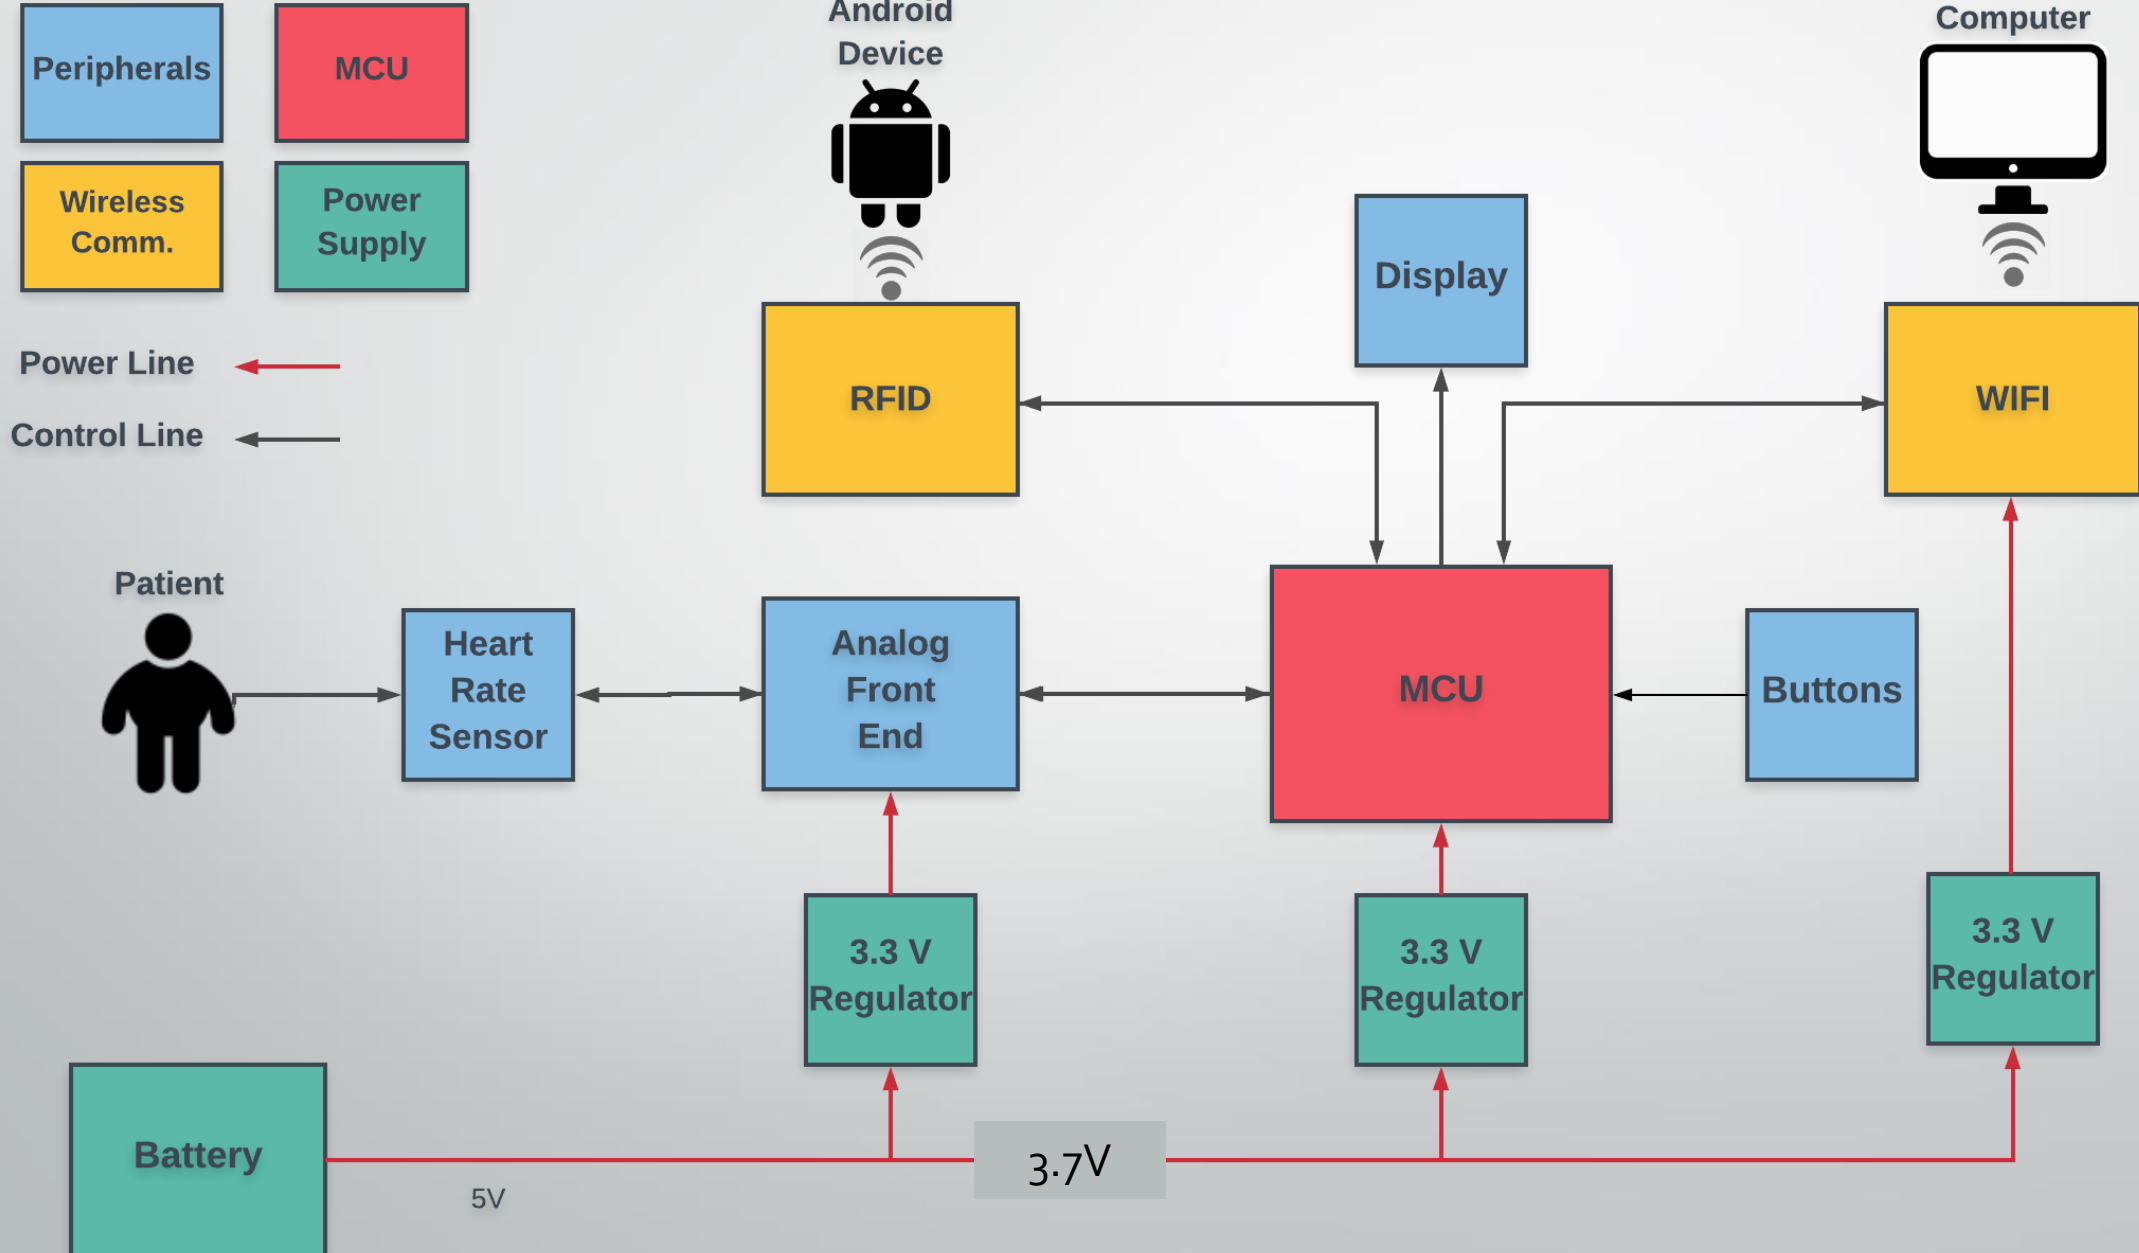 Peripherals
MCU
Wireless
Comm.
Power
Supply
Power Line
Control Line
Android
Device
Computer
Display
RFID
WIFI
Patient
Heart
Rate
Sensor
Analog
Front
End
MCU
Buttons
3.3 V
Regulator
3.3 V
Regulator
3.3 V
Regulator
Battery
5V
3.7V